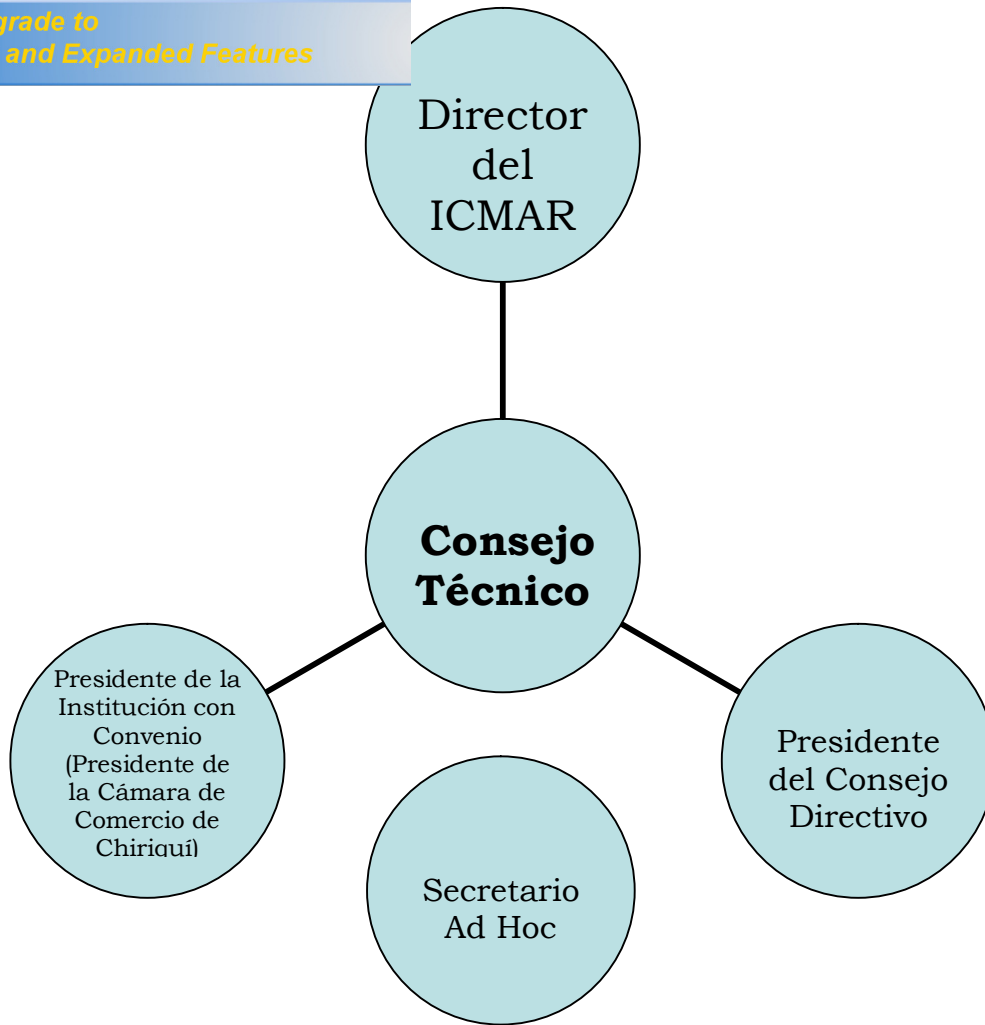 grade to
and Expanded Features
Director
del
ICMAR
Consejo
Técnico
Presidente de la
Institución con
Convenio
(Presidente de
la Cámara de
Comercio de
Chiriquí)
Presidente
del Consejo
Directivo
Secretario
Ad Hoc